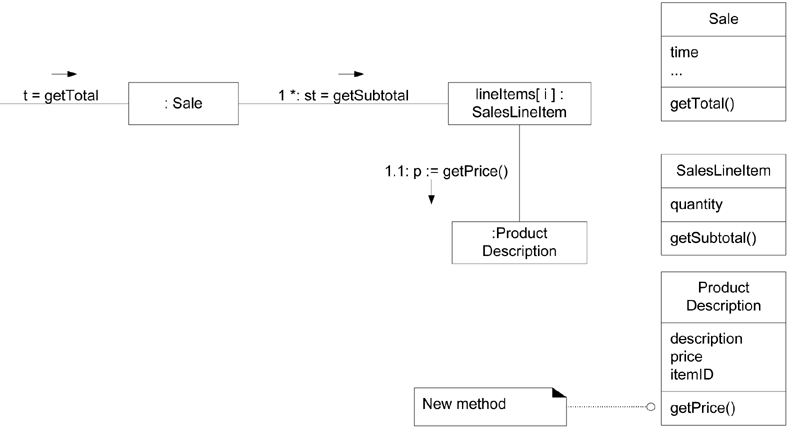 t = getTotal
: Sale
1 *: st = getSubtotal
lineItems[ i ] :
SalesLineItem
1.1: p := getPrice()
:Product
Description
New method
Sale
time
...
getTotal()
SalesLineItem
quantity
getSubtotal()
Product
Description
description
price
itemID
getPrice()